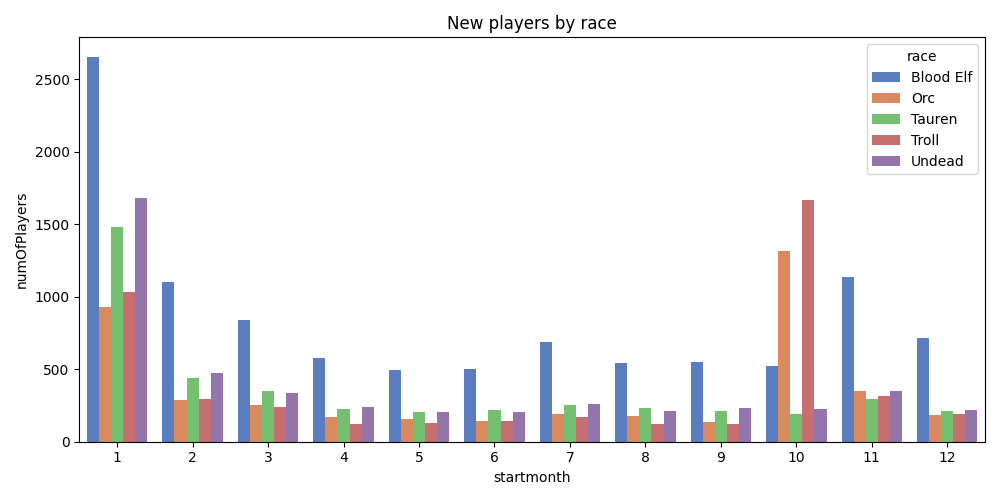 New players by race
numOfPlayers
2500
2000
1500
1000
500
0
race
Blood Elf
Orc
Tauren
Troll
Undead
1 2 3 4 5 6 7 8 9 10 11 12
startmonth